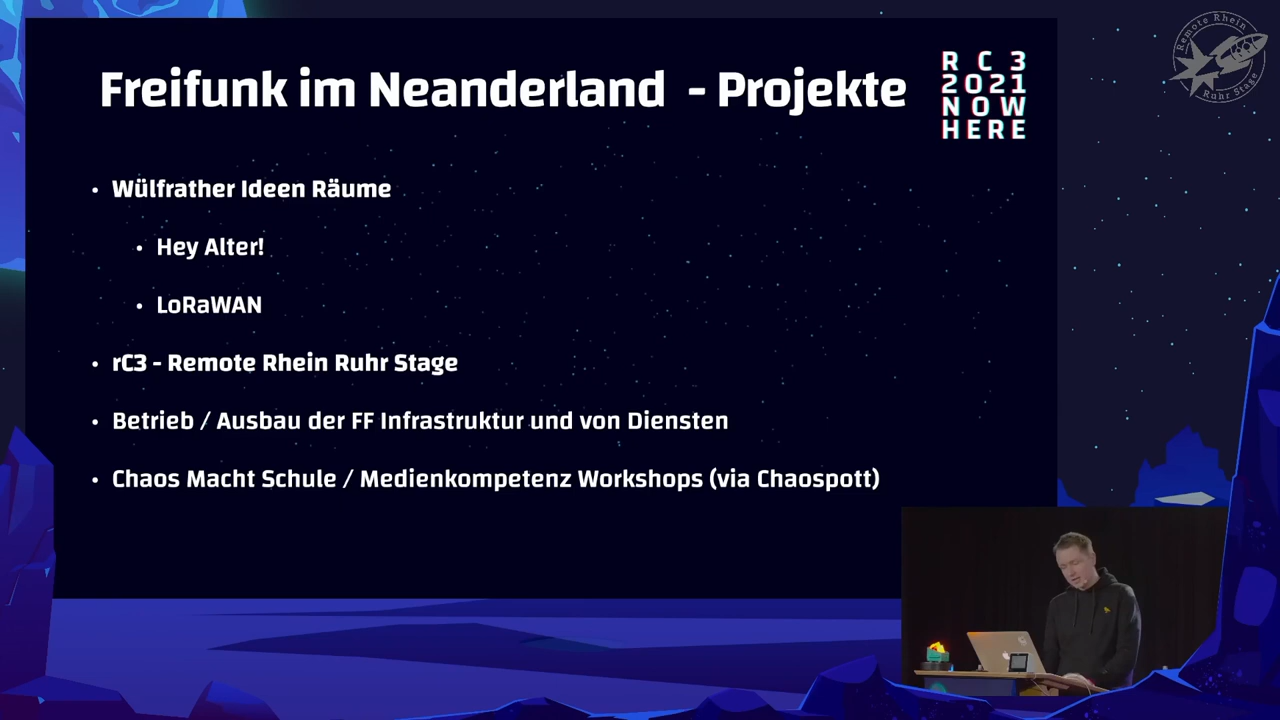 Freifunk im Neanderland - Projekte
R C 3
2021
NOW
HERE
Remote Rhein
Ruhr Stage
• Wülfrather Ideen Räume
• Hey Alter!
• LoRaWAN
• rC3 - Remote Rhein Ruhr Stage
• Betrieb / Ausbau der FF Infrastruktur und von Diensten
• Chaos Macht Schule / Medienkompetenz Workshops (via Chaospott)